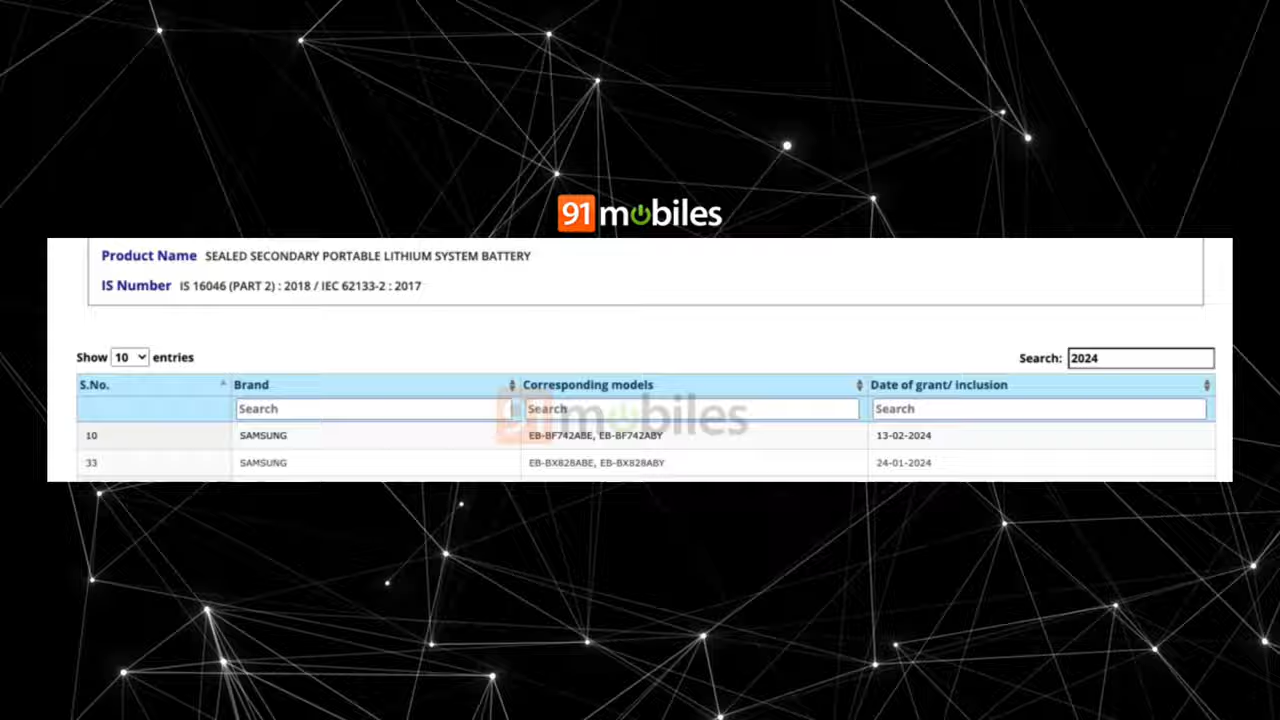 91mobiles
Product Name SEALED SECONDARY PORTABLE LITHIUM SYSTEM BATTERY
IS Number IS 16046 (PART 2) : 2018 / IEC 62133-2 : 2017
Show 10 entries Search: 2024
S.No. Brand Corresponding models Date of grant/ inclusion
Search Search Search
91mobiles
10 SAMSUNG EB-BF742ABE, EB-BF742ABY 13-02-2024
33 SAMSUNG EB-BX828ABE, EB-BX828ABY 24-01-2024